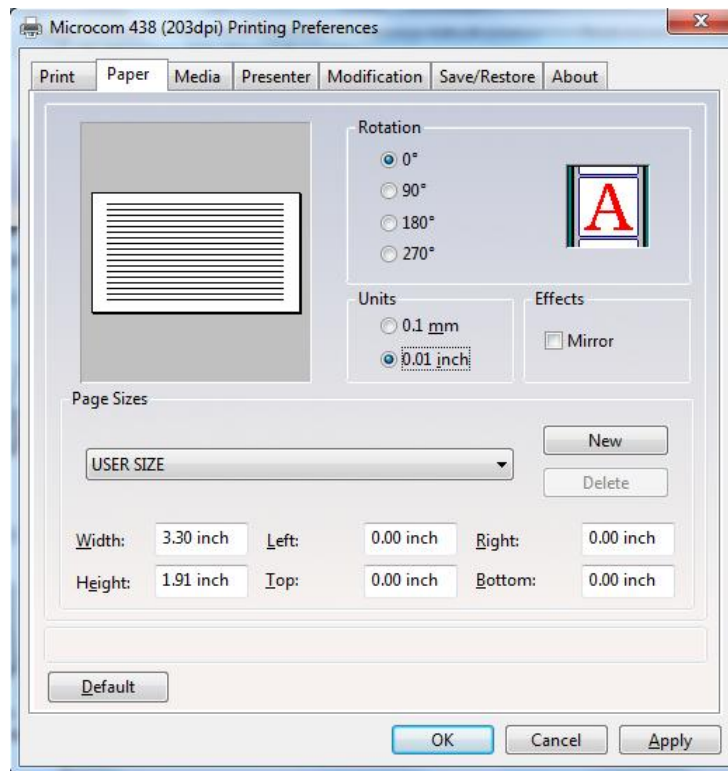 Microcom 438 (203dpi) Printing Preferences
Print Paper Media Presenter Modification Save/Restore About
Rotation
0°
90°
180°
270°
A
Units
0.1 mm
0.01 inch
Effects
Mirror
Page Sizes
USER SIZE
New
Delete
Width: 3.30 inch Left: 0.00 inch Right: 0.00 inch
Height: 1.91 inch Top: 0.00 inch Bottom: 0.00 inch
Default
OK Cancel Apply